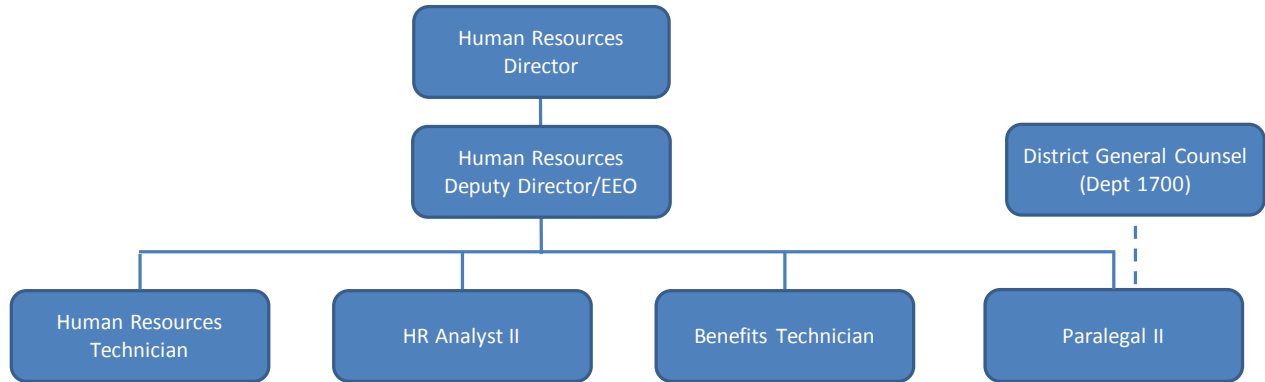 Human Resources
Director
Human Resources
Deputy Director/EEO
District General Counsel
(Dept 1700)
Human Resources
Technician
HR Analyst II
Benefits Technician
Paralegal II